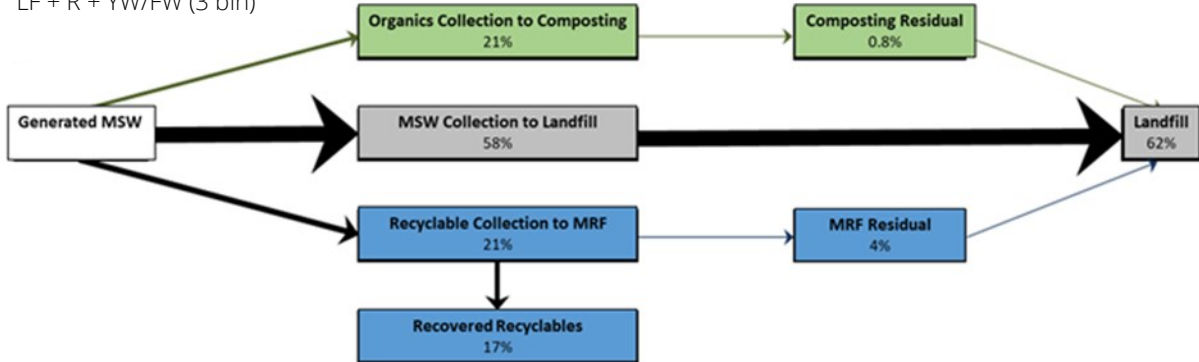 LF + R + YW/FW (3 bin)
Organics Collection to Composting
21%
Composting Residual
0.8%
Generated MSW
MSW Collection to Landfill
58%
Landfill
62%
Recyclable Collection to MRF
21%
MRF Residual
4%
Recovered Recyclables
17%